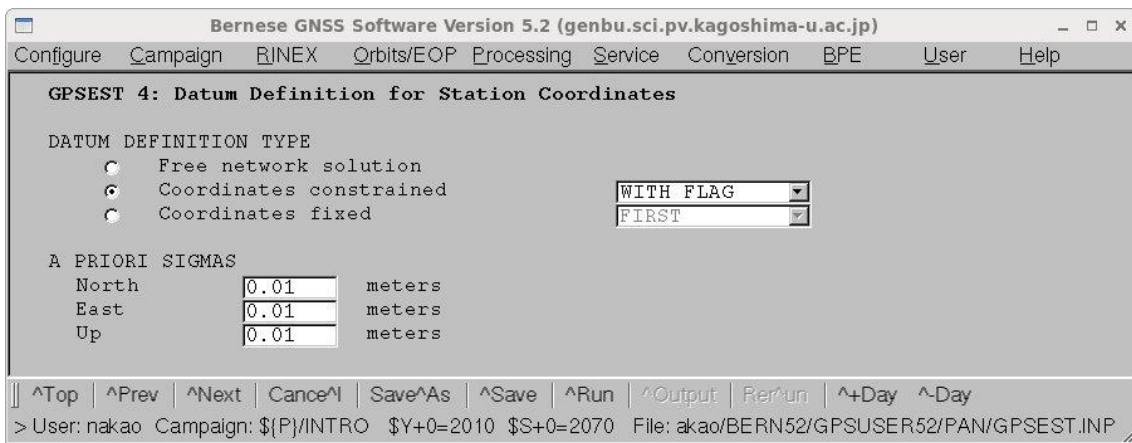 Bernese GNSS Software Version 5.2 (genbu.sci.pv.kagoshima-u.ac.jp)
Configure Campaign RINEX Orbits/EOP Processing Service Conversion BPE User Help
GPSEST 4: Datum Definition for Station Coordinates
DATUM DEFINITION TYPE
Free network solution
Coordinates constrained WITH FLAG
Coordinates fixed FIRST
A PRIORI SIGMAS
North 0.01 meters
East 0.01 meters
Up 0.01 meters
^Top ^Prev ^Next Cance^l Save^As ^Save ^Run ^Output Rer^un ^+Day ^-Day
> User: nakao Campaign: ${P}/INTRO $Y+0=2010 $S+0=2070 File: akao/BERN52/GPSUSER52/PAN/GPSEST.INP